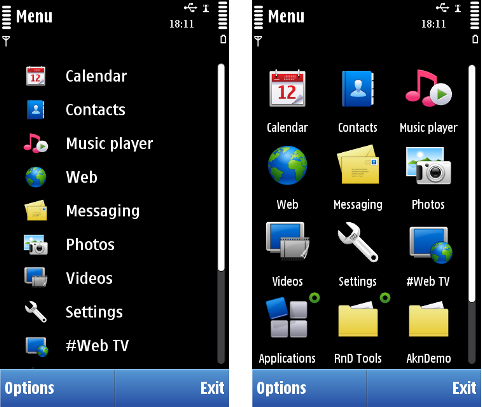 Menu
18:11
12 Calendar
Contacts
Music player
Web
Messaging
Photos
Videos
Settings
#Web TV
Options Exit
Menu
18:11
12
Calendar Contacts Music player
Web Messaging Photos
Videos Settings #Web TV
Applications RnD Tools AknDemo
Options Exit